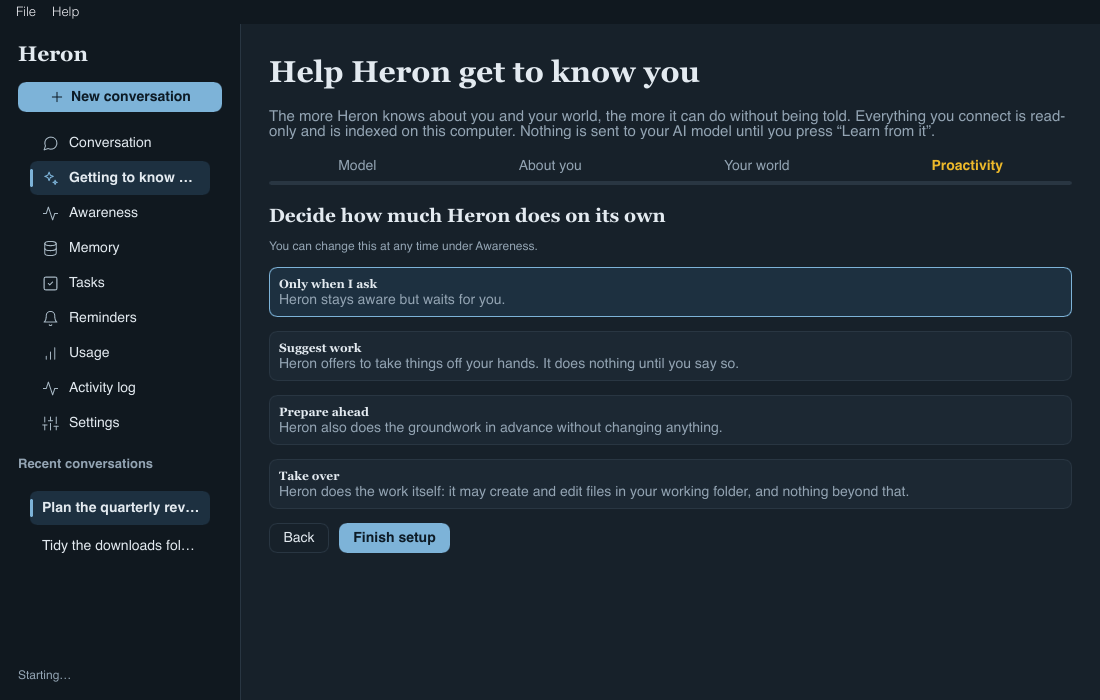 File Help
Heron
New conversation
Conversation
Getting to know ...
Awareness
Memory
Tasks
Reminders
Usage
Activity log
Settings
Recent conversations
Plan the quarterly rev...
Tidy the downloads fol...
Starting...
Help Heron get to know you
The more Heron knows about you and your world, the more it can do without being told. Everything you connect is read-
only and is indexed on this computer. Nothing is sent to your AI model until you press “Learn from it”.
Model About you Your world Proactivity
Decide how much Heron does on its own
You can change this at any time under Awareness.
Only when I ask
Heron stays aware but waits for you.
Suggest work
Heron offers to take things off your hands. It does nothing until you say so.
Prepare ahead
Heron also does the groundwork in advance without changing anything.
Take over
Heron does the work itself: it may create and edit files in your working folder, and nothing beyond that.
Back Finish setup